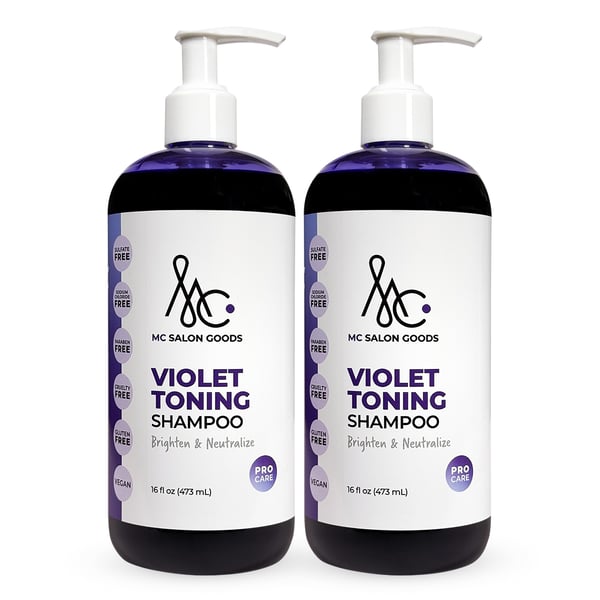 SULFATE
FREE
SODIUM
CHLORIDE
FREE
PARABEN
FREE
CRUELTY
FREE
GLUTEN
FREE
VEGAN
MC.
MC SALON GOODS
VIOLET
TONING
SHAMPOO
Brighten & Neutralize
PRO
CARE
16 fl oz (473 mL)
SULFATE
FREE
SODIUM
CHLORIDE
FREE
PARABEN
FREE
CRUELTY
FREE
GLUTEN
FREE
VEGAN
MC.
MC SALON GOODS
VIOLET
TONING
SHAMPOO
Brighten & Neutralize
PRO
CARE
16 fl oz (473 mL)